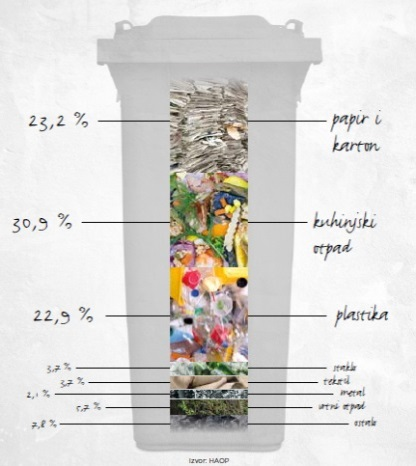 23,2 %
papir i
karton
30,9 %
kuhinjski
otpad
22,9 %
plastika
3,7 %
staklo
3,7 %
tekstil
2,1 %
metal
5,7 %
vrtni otpad
7,8 %
ostalo
Izvor: HAOP